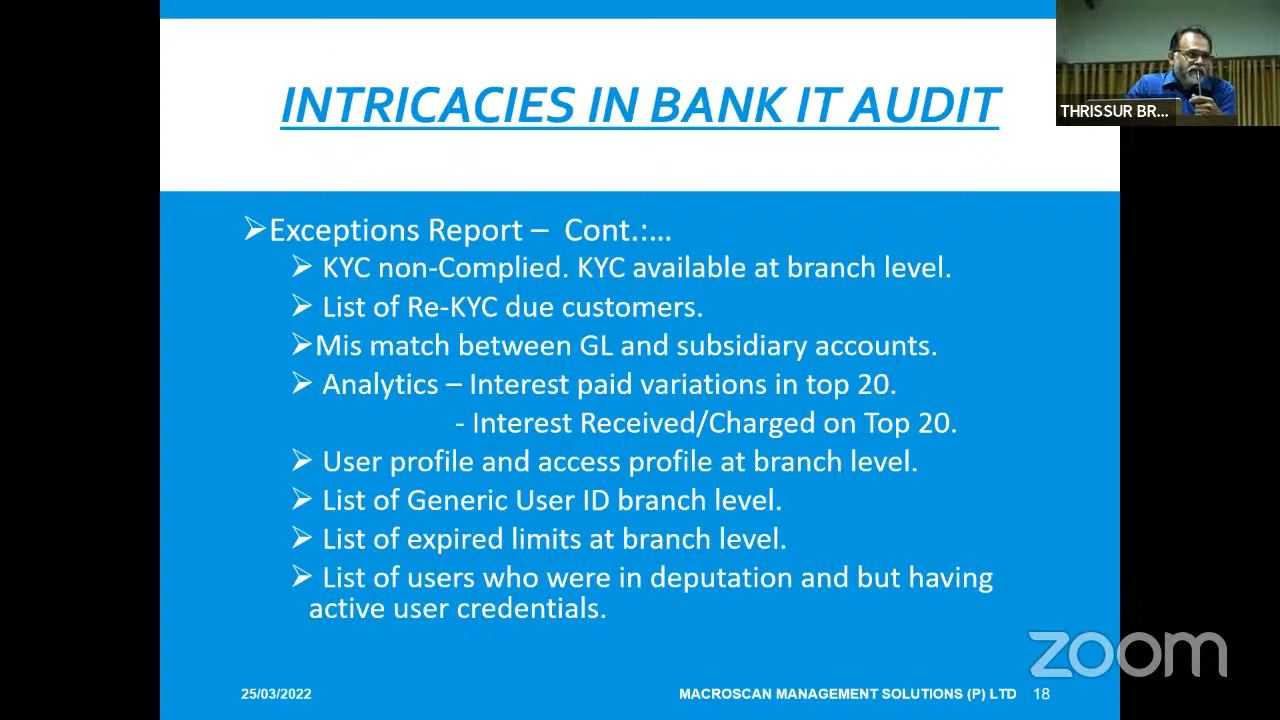 INTRICACIES IN BANK IT AUDIT
THRISSUR BR...
➢Exceptions Report – Cont.:...
➢ KYC non-Complied. KYC available at branch level.
➢ List of Re-KYC due customers.
➢Mis match between GL and subsidiary accounts.
➢ Analytics – Interest paid variations in top 20.
- Interest Received/Charged on Top 20.
➢ User profile and access profile at branch level.
➢ List of Generic User ID branch level.
➢ List of expired limits at branch level.
➢ List of users who were in deputation and but having
active user credentials.
zoom
25/03/2022 MACROSCAN MANAGEMENT SOLUTIONS (P) LTD 18